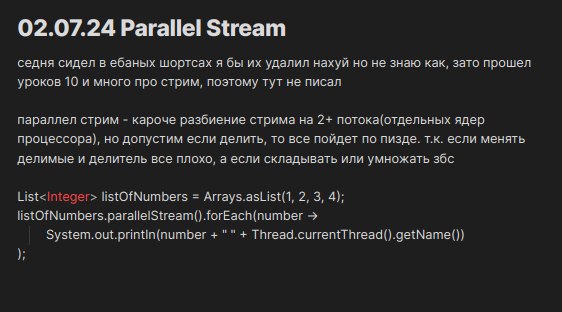 02.07.24 Parallel Stream
седня сидел в ебаных шортсах я бы их удалил нахуй но не знаю как, зато прошел
уроков 10 и много про стрим, поэтому тут не писал
параллел стрим - кароче разбиение стрима на 2+ потока(отдельных ядер
процессора), но допустим если делить, то все пойдет по пизде. т.к. если менять
делимые и делитель все плохо, а если складывать или умножать збс
List<Integer> listOfNumbers = Arrays.asList(1, 2, 3, 4);
listOfNumbers.parallelStream().forEach(number →
System.out.println(number + " " + Thread.currentThread().getName())
);